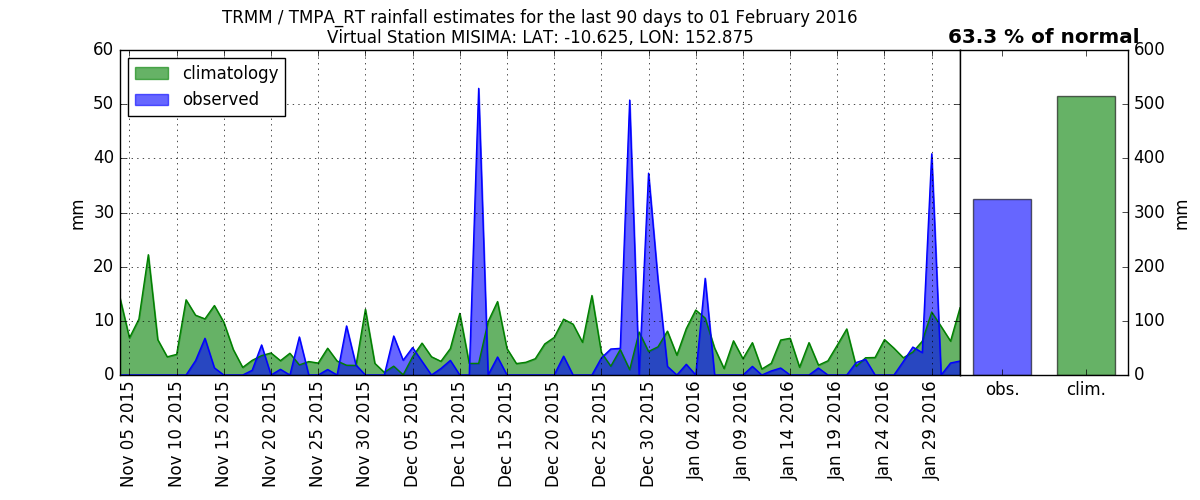 TRMM / TMPA_RT rainfall estimates for the last 90 days to 01 February 2016
Virtual Station MISIMA: LAT: -10.625, LON: 152.875
63.3 % of normal
climatology
observed
60
50
40
30
20
10
0
mm
600
500
400
300
200
100
0
mm
Nov 05 2015
Nov 10 2015
Nov 15 2015
Nov 20 2015
Nov 25 2015
Nov 30 2015
Dec 05 2015
Dec 10 2015
Dec 15 2015
Dec 20 2015
Dec 25 2015
Dec 30 2015
Jan 04 2016
Jan 09 2016
Jan 14 2016
Jan 19 2016
Jan 24 2016
Jan 29 2016
obs.
clim.